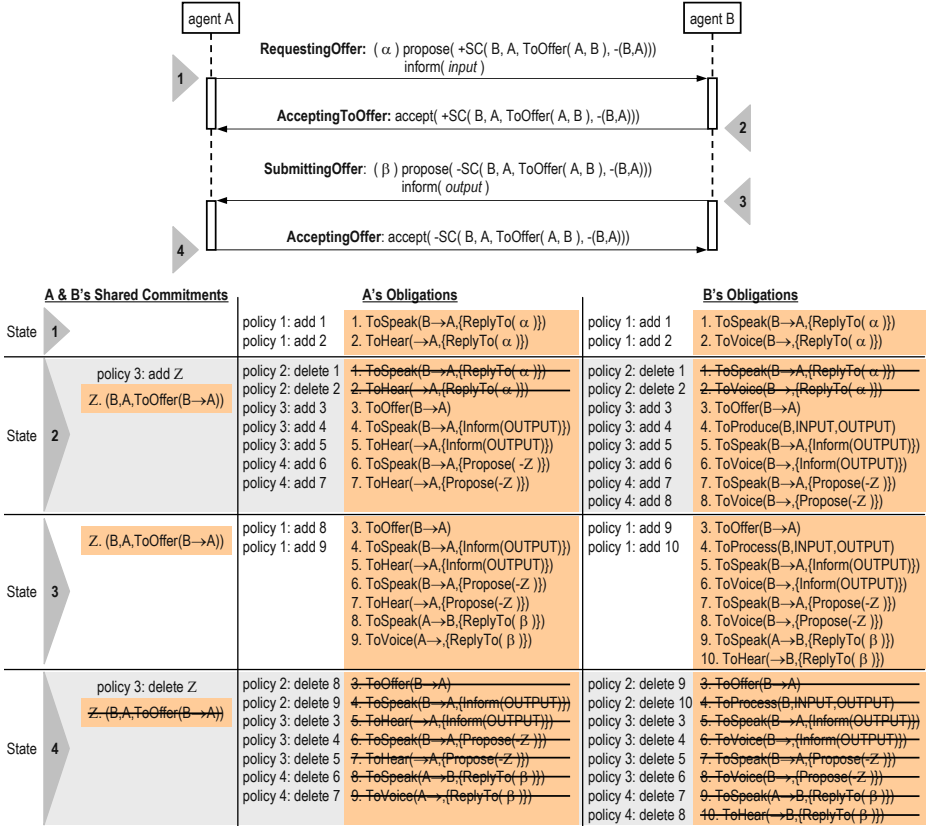 agent A
agent B
RequestingOffer: ( α ) propose( +SC( B, A, ToOffer( A, B ), -(B,A)))
inform( input )
1
AcceptingToOffer: accept( +SC( B, A, ToOffer( A, B ), -(B,A)))
2
SubmittingOffer: ( β ) propose( -SC( B, A, ToOffer( A, B ), -(B,A)))
inform( output )
3
AcceptingOffer: accept( -SC( B, A, ToOffer( A, B ), -(B,A)))
4
A & B's Shared Commitments
A's Obligations
B's Obligations
State 1
policy 1: add 1
policy 1: add 2
1. ToSpeak(B→A,{ReplyTo( α )})
2. ToHear(→A,{ReplyTo( α )})
policy 1: add 1
policy 1: add 2
1. ToSpeak(B→A,{ReplyTo( α )})
2. ToVoice(B→,{ReplyTo( α )})
State 2
policy 3: add Z
Z. (B,A,ToOffer(B→A))
policy 2: delete 1
policy 2: delete 2
policy 3: add 3
policy 3: add 4
policy 3: add 5
policy 4: add 6
policy 4: add 7
1. ToSpeak(B→A,{ReplyTo( α )})
2. ToHear(→A,{ReplyTo( α )})
3. ToOffer(B→A)
4. ToSpeak(B→A,{Inform(OUTPUT)})
5. ToHear(→A,{Inform(OUTPUT)})
6. ToSpeak(B→A,{Propose( -Z )})
7. ToHear(→A,{Propose(-Z )})
policy 2: delete 1
policy 2: delete 2
policy 3: add 3
policy 3: add 4
policy 3: add 5
policy 3: add 6
policy 4: add 7
policy 4: add 8
1. ToSpeak(B→A,{ReplyTo( α )})
2. ToVoice(B→,{ReplyTo( α )})
3. ToOffer(B→A)
4. ToProduce(B,INPUT,OUTPUT)
5. ToSpeak(B→A,{Inform(OUTPUT)})
6. ToVoice(B→,{Inform(OUTPUT)})
7. ToSpeak(B→A,{Propose(-Z )})
8. ToVoice(B→,{Propose(-Z )})
State 3
Z. (B,A,ToOffer(B→A))
policy 1: add 8
policy 1: add 9
3. ToOffer(B→A)
4. ToSpeak(B→A,{Inform(OUTPUT)})
5. ToHear(→A,{Inform(OUTPUT)})
6. ToSpeak(B→A,{Propose(-Z )})
7. ToHear(→A,{Propose(-Z )})
8. ToSpeak(A→B,{ReplyTo( β )})
9. ToVoice(A→,{ReplyTo( β )})
policy 1: add 9
policy 1: add 10
3. ToOffer(B→A)
4. ToProcess(B,INPUT,OUTPUT)
5. ToSpeak(B→A,{Inform(OUTPUT)})
6. ToVoice(B→,{Inform(OUTPUT)})
7. ToSpeak(B→A,{Propose(-Z )})
8. ToVoice(B→,{Propose(-Z )})
9. ToSpeak(A→B,{ReplyTo( β )})
10. ToHear(→B,{ReplyTo( β )})
State 4
policy 3: delete Z
Z. (B,A,ToOffer(B→A))
policy 2: delete 8
policy 2: delete 9
policy 3: delete 3
policy 3: delete 4
policy 3: delete 5
policy 4: delete 6
policy 4: delete 7
3. ToOffer(B→A)
4. ToSpeak(B→A,{Inform(OUTPUT)})
5. ToHear(→A,{Inform(OUTPUT)})
6. ToSpeak(B→A,{Propose(-Z )})
7. ToHear(→A,{Propose(-Z )})
8. ToSpeak(A→B,{ReplyTo( β )})
9. ToVoice(A→,{ReplyTo( β )})
policy 2: delete 9
policy 2: delete 10
policy 3: delete 3
policy 3: delete 4
policy 3: delete 5
policy 3: delete 6
policy 4: delete 7
policy 4: delete 8
3. ToOffer(B→A)
4. ToProcess(B,INPUT,OUTPUT)
5. ToSpeak(B→A,{Inform(OUTPUT)})
6. ToVoice(B→,{Inform(OUTPUT)})
7. ToSpeak(B→A,{Propose(-Z )})
8. ToVoice(B→,{Propose(-Z )})
9. ToSpeak(A→B,{ReplyTo( β )})
10. ToHear(→B,{ReplyTo( β )})